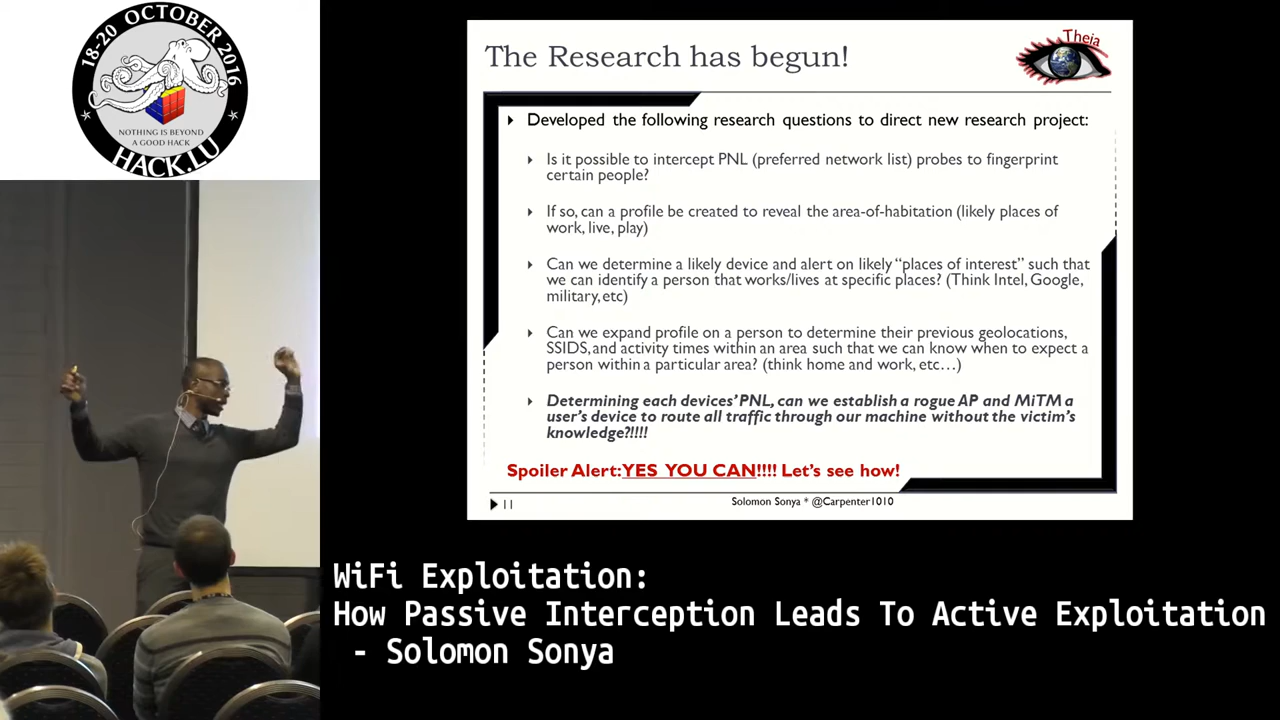 18-20 OCTOBER 2016
NOTHING IS BEYOND
A GOOD HACK
HACK.LU
The Research has begun!
Theia
Developed the following research questions to direct new research project:
Is it possible to intercept PNL (preferred network list) probes to fingerprint
certain people?
If so, can a profile be created to reveal the area-of-habitation (likely places of
work, live, play)
Can we determine a likely device and alert on likely “places of interest” such that
we can identify a person that works/lives at specific places? (Think Intel, Google,
military, etc)
Can we expand profile on a person to determine their previous geolocations,
SSIDS, and activity times within an area such that we can know when to expect a
person within a particular area? (think home and work, etc…)
Determining each devices’ PNL, can we establish a rogue AP and MiTM a
user’s device to route all traffic through our machine without the victim’s
knowledge?!!!!
Spoiler Alert: YES YOU CAN!!!! Let’s see how!
11
Solomon Sonya * @Carpenter1010
WiFi Exploitation:
How Passive Interception Leads To Active Exploitation
- Solomon Sonya